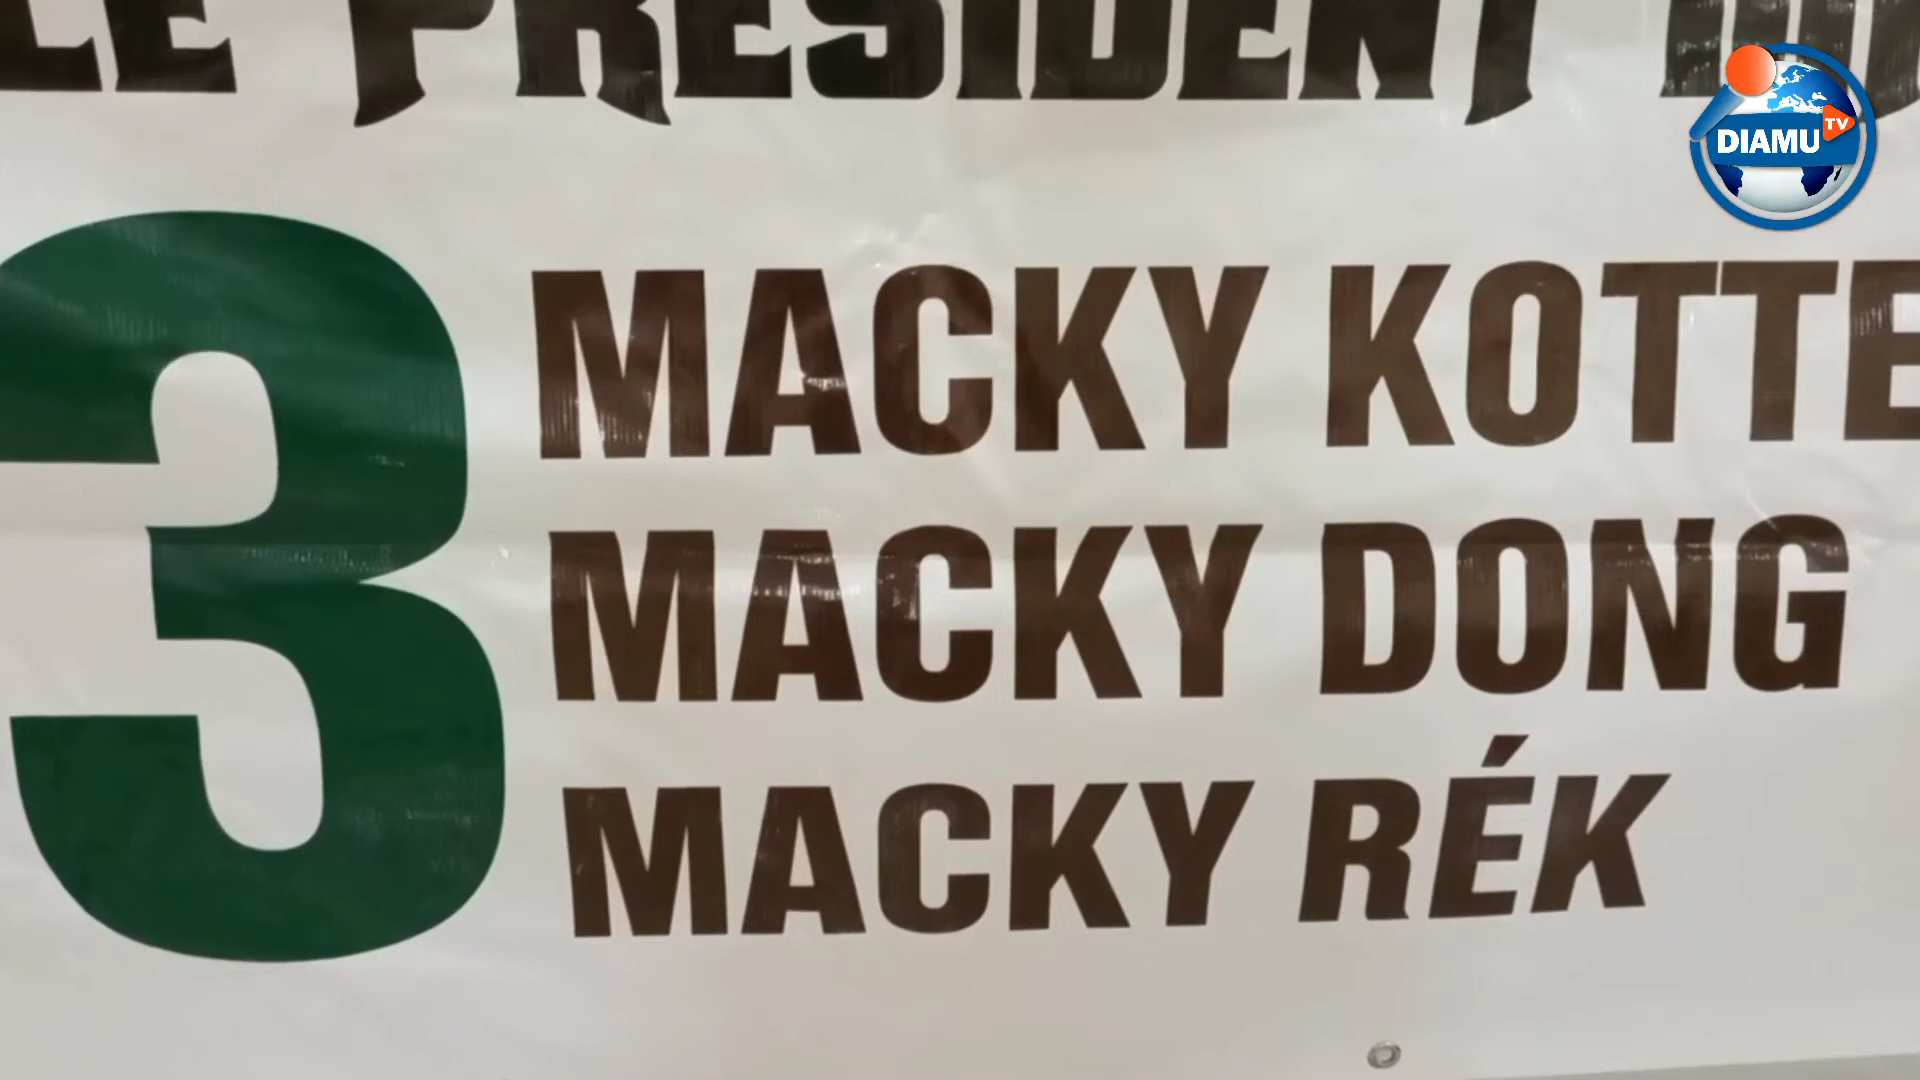 LE PRESIDENT
DIAMU TV
3
MACKY KOTTE
MACKY DONG
MACKY RÉK